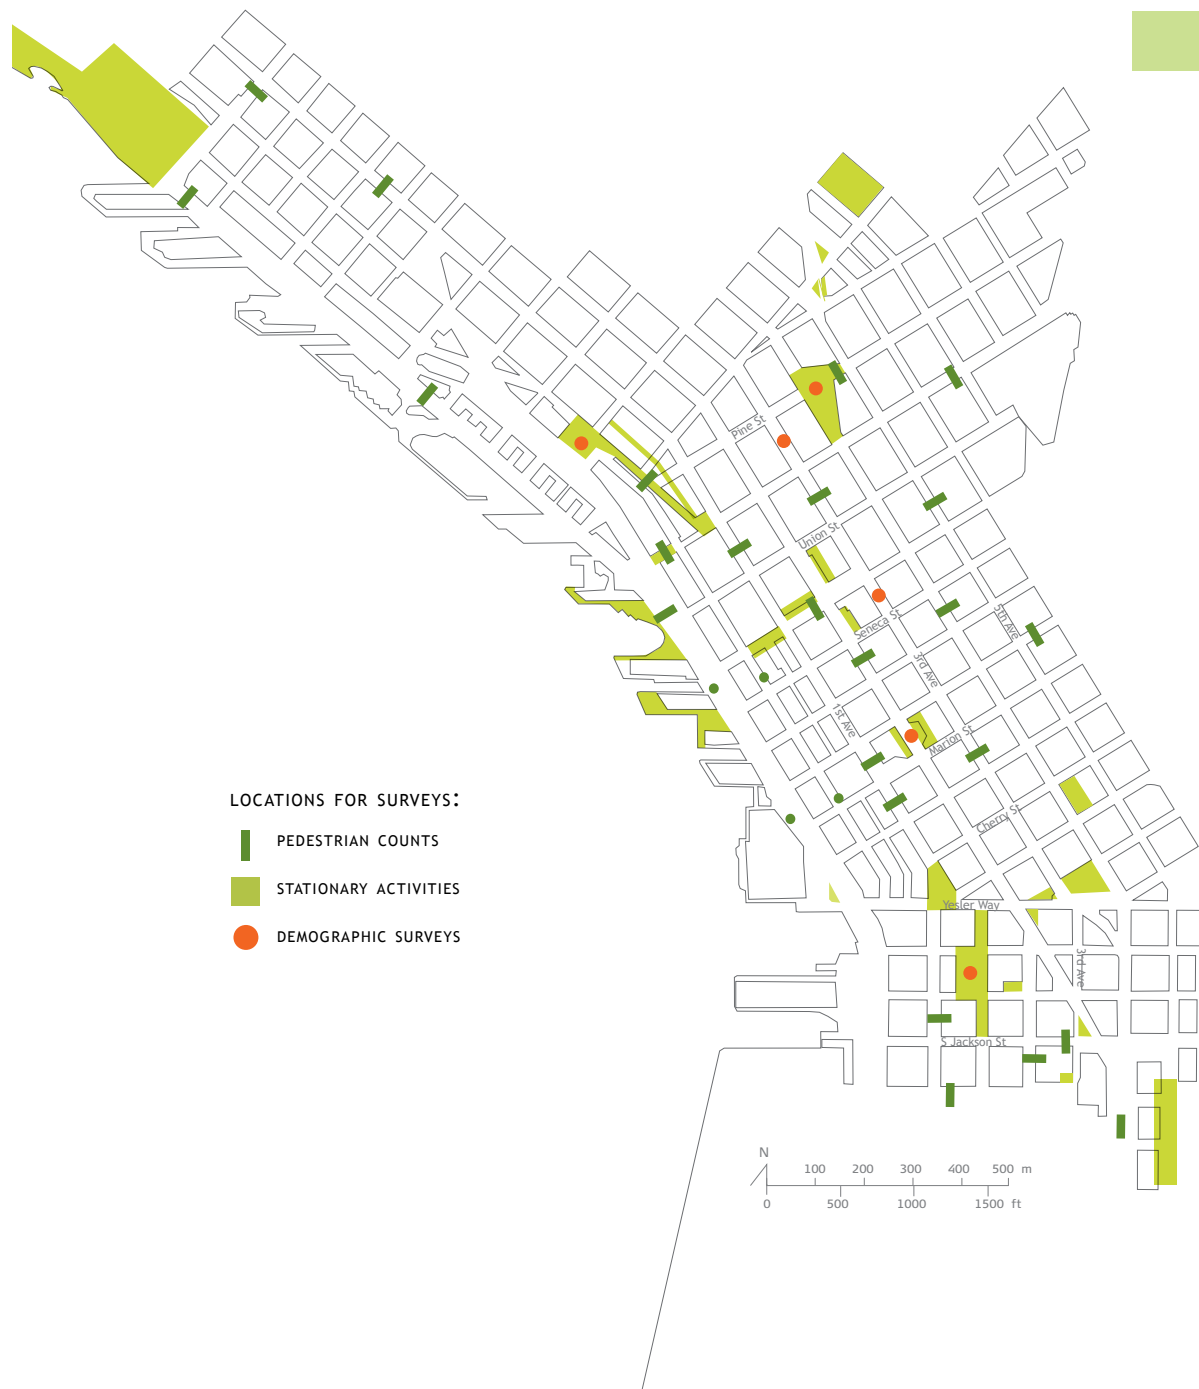 Pine St
Union St
Seneca St
5th Ave
3rd Ave
1st Ave
Marion St
Cherry St
LOCATIONS FOR SURVEYS:
PEDESTRIAN COUNTS
STATIONARY ACTIVITIES
DEMOGRAPHIC SURVEYS
Yesler Way
3rd Ave
S Jackson St
N
100 200 300 400 500 m
0 500 1000 1500 ft